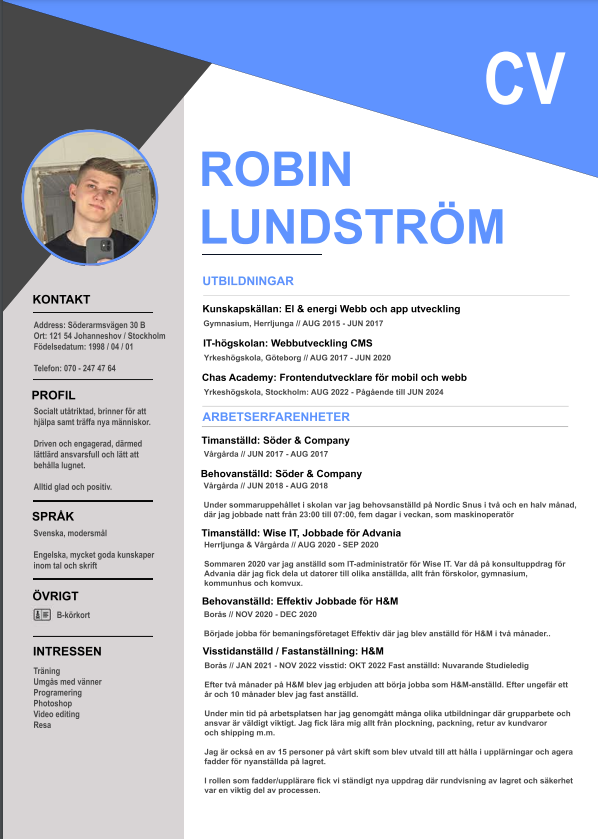 CV
ROBIN
LUNDSTRÖM
KONTAKT
Address: Söderarmsvägen 30 B
Ort: 121 54 Johanneshov / Stockholm
Födelsedatum: 1998 / 04 / 01
Telefon: 070 - 247 47 64
PROFIL
Socialt utåtriktad, brinner för att
hjälpa samt träffa nya människor.
Driven och engagerad, därmed
lättlärd ansvarsfull och lätt att
behålla lugnet.
Alltid glad och positiv.
SPRÅK
Svenska, modersmål
Engelska, mycket goda kunskaper
inom tal och skrift
ÖVRIGT
B-körkort
INTRESSEN
Träning
Umgås med vänner
Programering
Photoshop
Video editing
Resa
UTBILDNINGAR
Kunskapskällan: El & energi Webb och app utveckling
Gymnasium, Herrljunga // AUG 2015 - JUN 2017
IT-högskolan: Webbutveckling CMS
Yrkeshögskola, Göteborg // AUG 2017 - JUN 2020
Chas Academy: Frontendutvecklare för mobil och webb
Yrkeshögskola, Stockholm: AUG 2022 - Pågående till JUN 2024
ARBETSERFARENHETER
Timanställd: Söder & Company
Vårgårda // JUN 2017 - AUG 2017
Behovanställd: Söder & Company
Vårgårda // JUN 2018 - AUG 2018
Under sommaruppehållet i skolan var jag behovsanställd på Nordic Snus i två och en halv månad,
där jag jobbade natt från 23:00 till 07:00, fem dagar i veckan, som maskinoperatör
Timanställd: Wise IT, Jobbade för Advania
Herrljunga & Vårgårda // AUG 2020 - SEP 2020
Sommaren 2020 var jag anställd som IT-administratör för Wise IT. Var då på konsultuppdrag för
Advania där jag fick dela ut datorer till olika anställda, allt från förskolor, gymnasium,
kommunhus och komvux.
Behovanställd: Effektiv Jobbade för H&M
Borås // NOV 2020 - DEC 2020
Började jobba för bemaningsföretaget Effektiv där jag blev anställd för H&M i två månader..
Visstidanställd / Fastanställning: H&M
Borås // JAN 2021 - NOV 2022 visstid: OKT 2022 Fast anställd: Nuvarande Studieledig
Efter två månader på H&M blev jag erbjuden att börja jobba som H&M-anställd. Efter ungefär ett
år och 10 månader blev jag fast anställd.
Under min tid på arbetsplatsen har jag genomgått många olika utbildningar där grupparbete och
ansvar är väldigt viktigt. Jag fick lära mig allt från plockning, packning, retur av kundvaror
och shipping m.m.
Jag är också en av 15 personer på vårt skift som blev utvald till att hålla i upplärningar och agera
fadder för nyanställda på lagret.
I rollen som fadder/upplärare fick vi ständigt nya uppdrag där rundvisning av lagret och säkerhet
var en viktig del av processen.